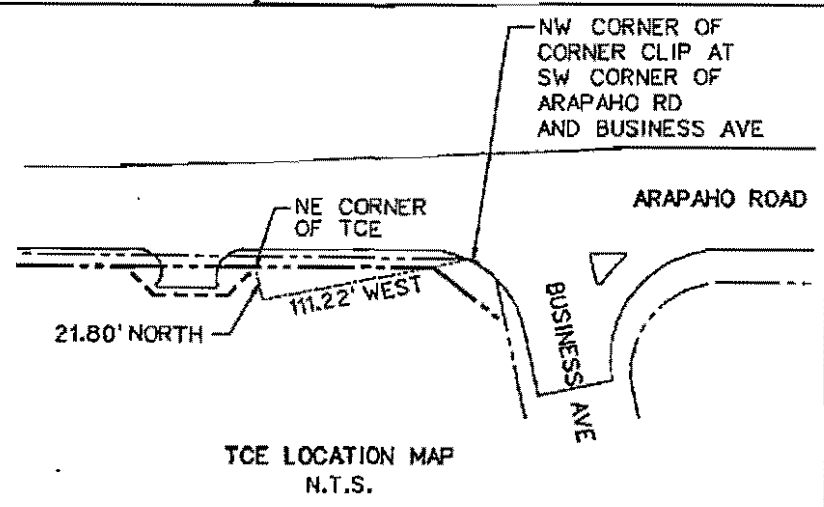 NW CORNER OF
CORNER CLIP AT
SW CORNER OF
ARAPAHO RD
AND BUSINESS AVE
ARAPAHO ROAD
NE CORNER
OF TCE
111.22' WEST
21.80' NORTH
BUSINESS AVE
TCE LOCATION MAP
N.T.S.